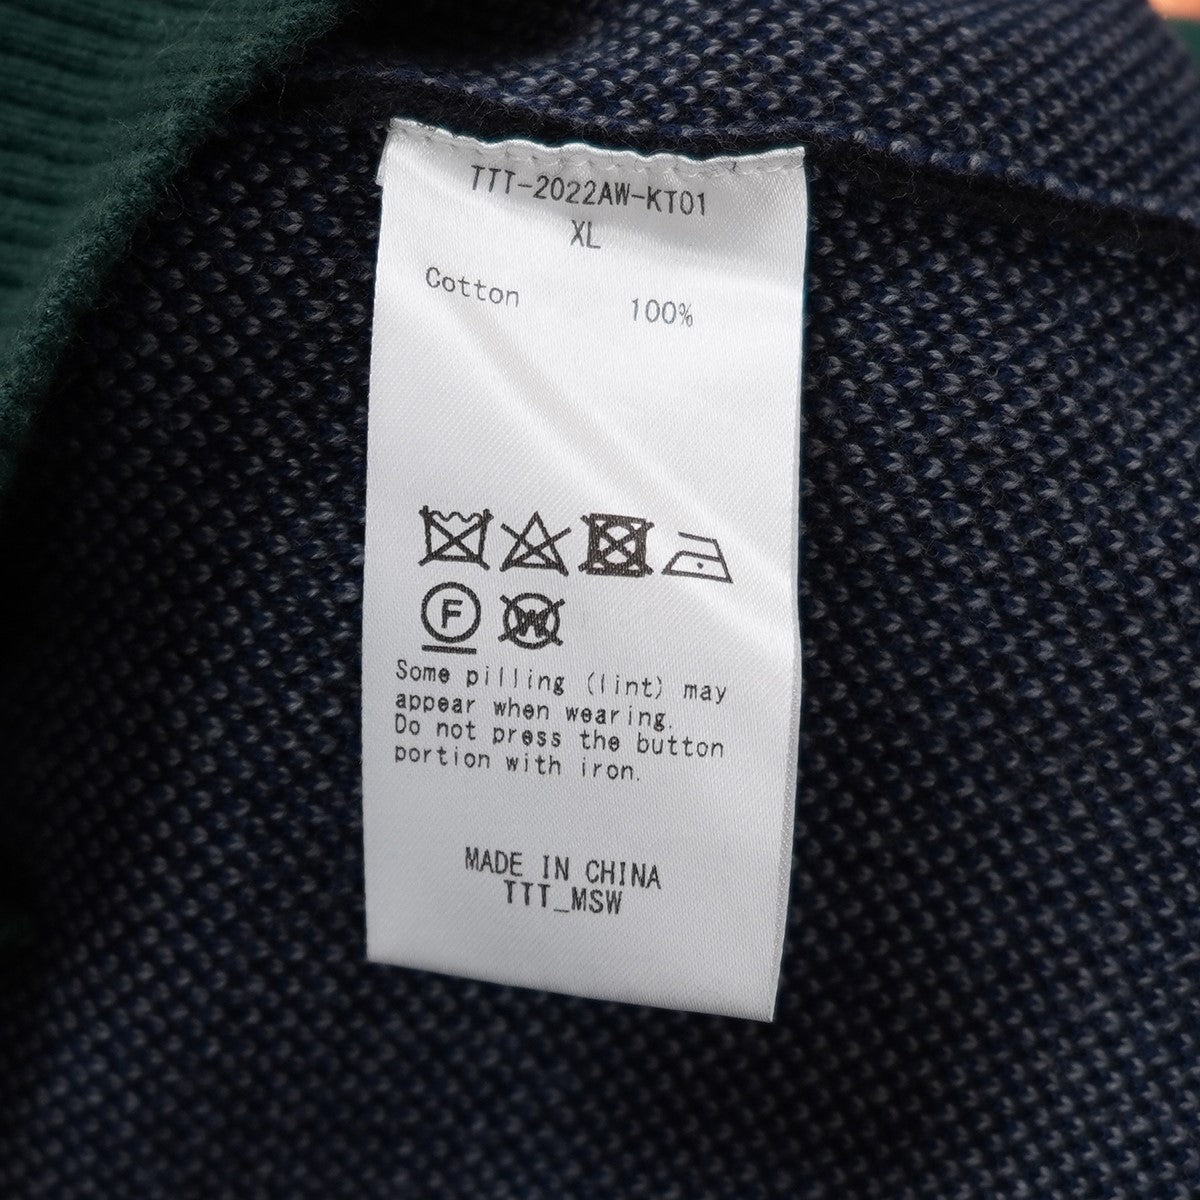 TTT-2022AW-KT01
XL
Cotton 100%
F
W
Some pilling (lint) may
appear when wearing.
Do not press the button
portion with iron.
MADE IN CHINA
TTT_MSW